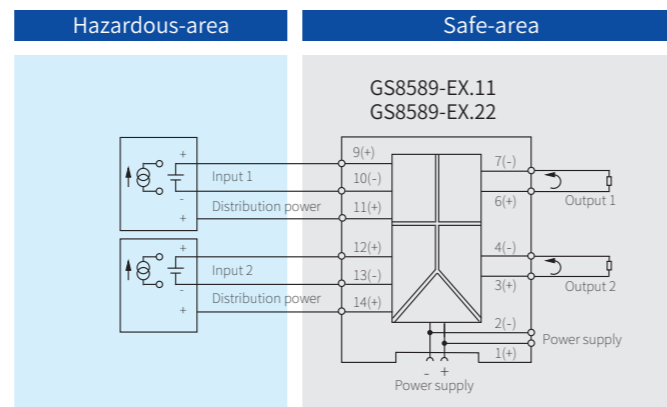 Hazardous-area
Safe-area
GS8589-EX.11
GS8589-EX.22
+
Input 1
-
Distribution power
+
+
Input 2
-
Distribution power
+
9(+)
10(-)
11(+)
12(+)
13(-)
14(+)
7(-)
6(+)
Output 1
4(-)
3(+)
Output 2
2(-)
Power supply
1(+)
- +
Power supply